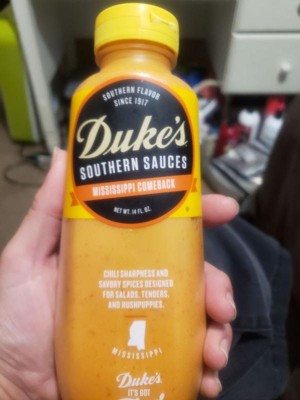 SOUTHERN FLAVOR
SINCE 1917
Duke's
SOUTHERN SAUCES
MISSISSIPPI COMEBACK
NET WT. 14 FL OZ.
CHILI SHARPNESS AND
SAVORY SPICES DESIGNED
FOR SALADS, TENDERS,
AND HUSHPUPPIES.
MISSISSIPPI
Duke's
IT'S GOT